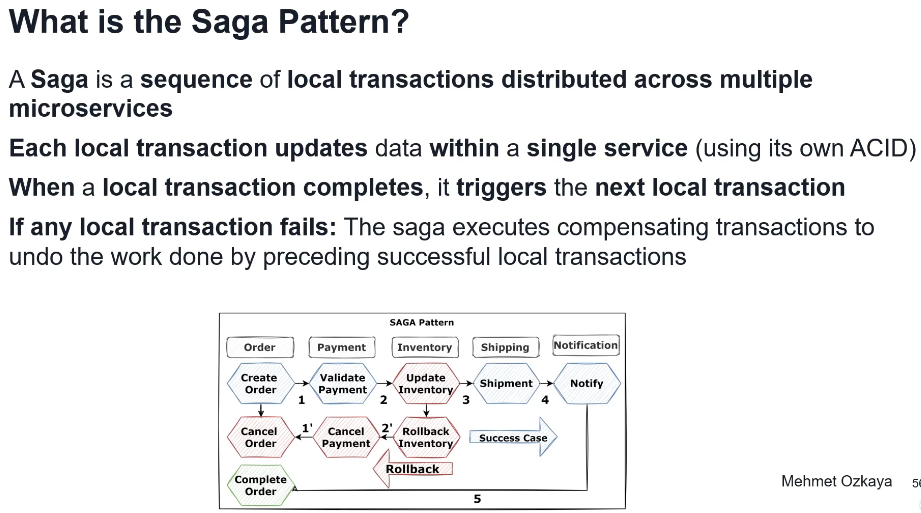 What is the Saga Pattern?
A Saga is a sequence of local transactions distributed across multiple
microservices
Each local transaction updates data within a single service (using its own ACID)
When a local transaction completes, it triggers the next local transaction
If any local transaction fails: The saga executes compensating transactions to
undo the work done by preceding successful local transactions
SAGA Pattern
Order
Payment
Inventory
Shipping
Notification
Create
Order
1
Validate
Payment
2
Update
Inventory
3
Shipment
4
Notify
Cancel
Order
1'
Cancel
Payment
2'
Rollback
Inventory
Success Case
Rollback
Complete
Order
5
Mehmet Ozkaya